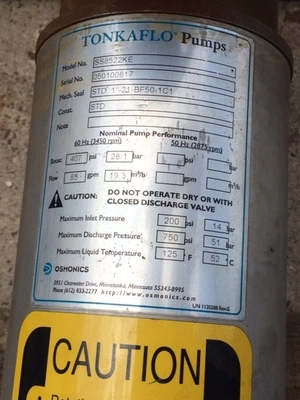 TONKAFLO® Pumps
Model No. SS8522KE
Serial No. 050100617
Mech. Seal STD 1"-21-BF50-1C1
Const. STD
Note
Nominal Pump Performance
60 Hz (3450 rpm) 50 Hz (2875 rpm)
Boost 407 psi 28.1 bar psi bar
Flow 85 gpm 19.3 m³/h gpm m³/h
CAUTION: DO NOT OPERATE DRY OR WITH
CLOSED DISCHARGE VALVE
Maximum Inlet Pressure 200 psi 14 bar
Maximum Discharge Pressure 750 psi 51 bar
Maximum Liquid Temperature 125 °F 52 °C
OSMONICS
5951 Clearwater Drive, Minnetonka, Minnesota 55343-8995
Phone (612) 933-2277 http://www.osmonics.com
L/N 1120288 Rev.G
CAUTION